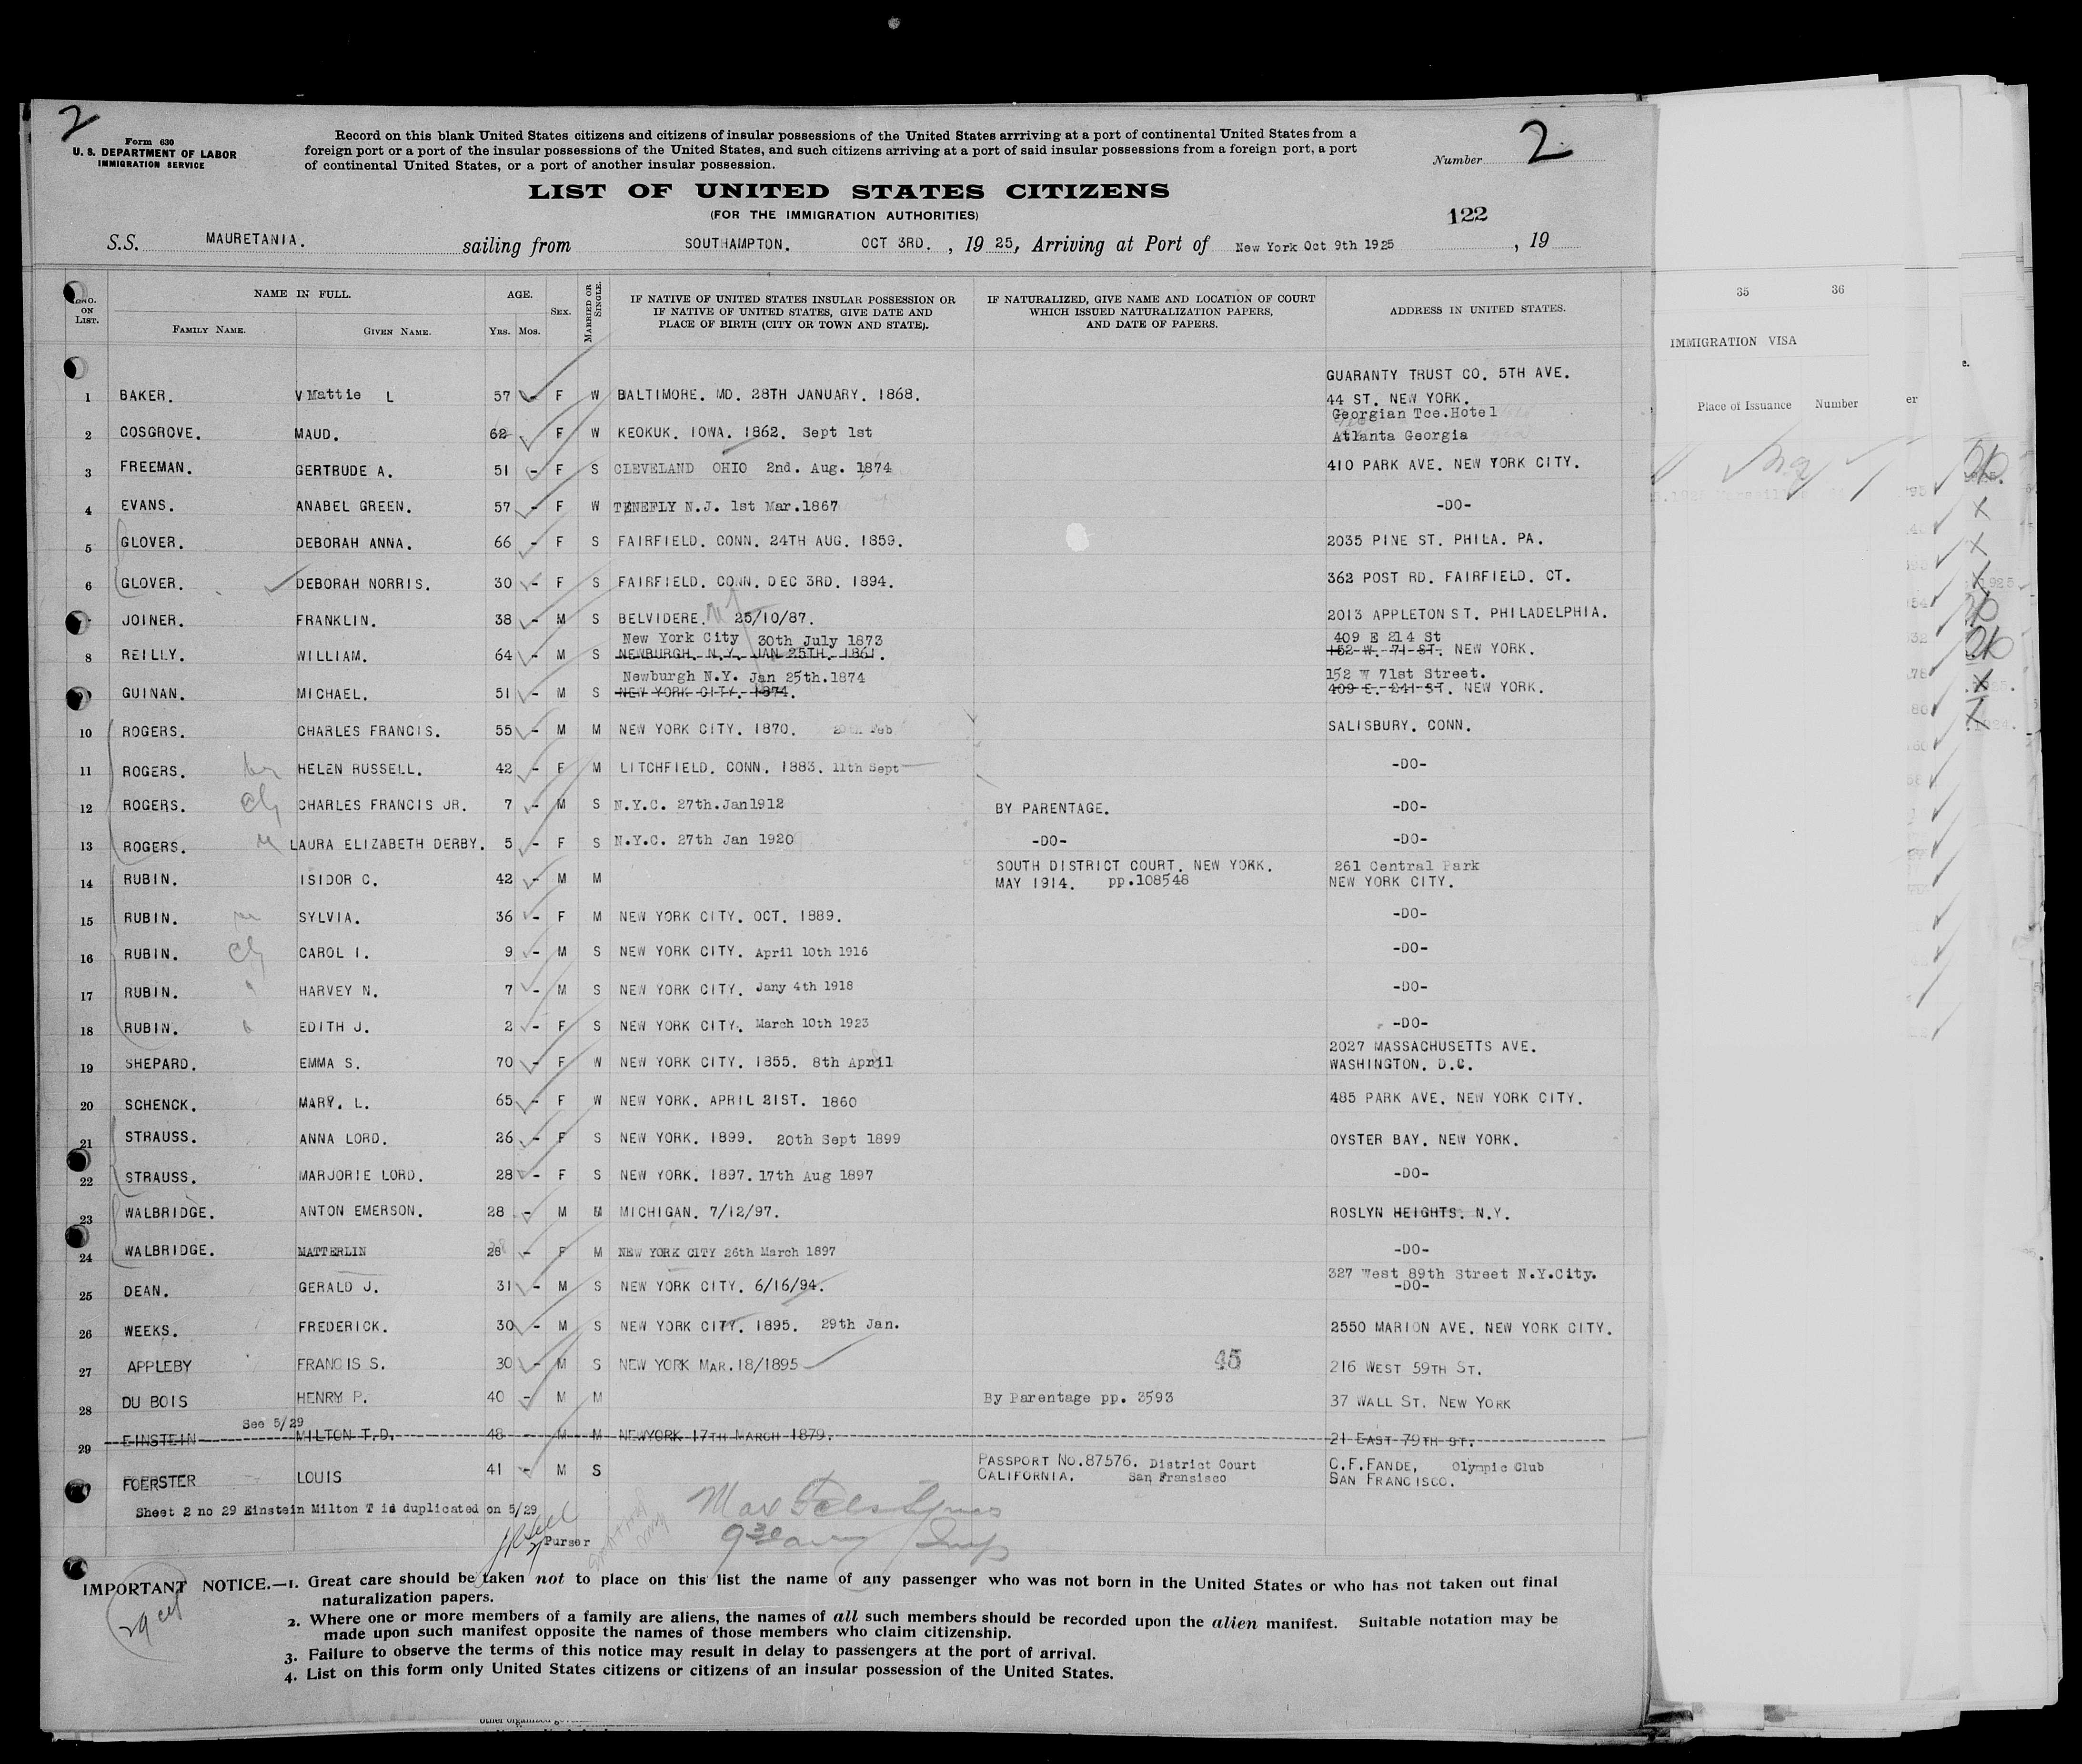 2
Form 630
U. S. DEPARTMENT OF LABOR
IMMIGRATION SERVICE
Record on this blank United States citizens and citizens of insular possessions of the United States arrriving at a port of continental United States from a
foreign port or a port of the insular possessions of the United States, and such citizens arriving at a port of said insular possessions from a foreign port, a port
of continental United States, or a port of another insular possession.
Number 2
LIST OF UNITED STATES CITIZENS
(FOR THE IMMIGRATION AUTHORITIES)
122
S.S. MAURETANIA. sailing from SOUTHAMPTON. OCT 3RD. , 19 25, Arriving at Port of New York Oct 9th 1925 , 19
NO. ON LIST. NAME IN FULL. FAMILY NAME. GIVEN NAME. AGE. YRS. MOS. SEX. MARRIED OR SINGLE. IF NATIVE OF UNITED STATES INSULAR POSSESSION OR IF NATIVE OF UNITED STATES, GIVE DATE AND PLACE OF BIRTH (CITY OR TOWN AND STATE). IF NATURALIZED, GIVE NAME AND LOCATION OF COURT WHICH ISSUED NATURALIZATION PAPERS, AND DATE OF PAPERS. ADDRESS IN UNITED STATES.
35 36
IMMIGRATION VISA
Place of Issuance Number
GUARANTY TRUST CO. 5TH AVE.
1 BAKER. V Mattie L 57 - F W BALTIMORE. MD. 28TH JANUARY. 1868. 44 ST. NEW YORK.
Georgian Tce.Hotel
2 COSGROVE. MAUD. 62 F W KEOKUK. IOWA. 1862. Sept 1st Atlanta Georgia
3 FREEMAN. GERTRUDE A. 51 - F S CLEVELAND OHIO 2nd. Aug. 1874 410 PARK AVE. NEW YORK CITY.
4 EVANS. ANABEL GREEN. 57 - F W TENEFLY N.J. 1st Mar.1867 -DO-
5 GLOVER. DEBORAH ANNA. 66 - F S FAIRFIELD. CONN. 24TH AUG. 1859. 2035 PINE ST. PHILA. PA.
6 GLOVER. DEBORAH NORRIS. 30 - F S FAIRFIELD. CONN. DEC 3RD. 1894. 362 POST RD. FAIRFIELD. CT.
JOINER. FRANKLIN. 38 - M S BELVIDERE. NJ 25/10/87. 2013 APPLETON ST. PHILADELPHIA.
New York City 30th July 1873 409 E 214 St
8 REILLY. WILLIAM. 64 - M S NEWBURGH. N.Y. JAN 25TH. 1861. 152 W. 71 ST. NEW YORK.
Newburgh N.Y. Jan 25th.1874 152 W 71st Street.
GUINAN. MICHAEL. 51 - M S NEW YORK CITY. 1874. 409 E. 241 ST. NEW YORK.
10 ROGERS. CHARLES FRANCIS. 55 - M M NEW YORK CITY. 1870. Feb SALISBURY. CONN.
11 ROGERS. HELEN RUSSELL. 42 - F M LITCHFIELD. CONN. 1883. 11th Sept -DO-
12 ROGERS. CHARLES FRANCIS JR. 7 - M S N.Y.C. 27th.Jan1912 BY PARENTAGE. -DO-
13 ROGERS. LAURA ELIZABETH DERBY. 5 - F S N.Y.C. 27th Jan 1920 -DO- -DO-
SOUTH DISTRICT COURT. NEW YORK. 261 Central Park
14 RUBIN. ISIDOR C. 42 - M M MAY 1914. pp.108548 NEW YORK CITY.
15 RUBIN. SYLVIA. 36 - F M NEW YORK CITY. OCT. 1889. -DO-
16 RUBIN. CAROL I. 9 - M S NEW YORK CITY. April 10th 1916 -DO-
17 RUBIN. HARVEY N. 7 - M S NEW YORK CITY. Jany 4th 1918 -DO-
18 RUBIN. EDITH J. 2 - F S NEW YORK CITY. March 10th 1923 -DO-
2027 MASSACHUSETTS AVE.
19 SHEPARD. EMMA S. 70 - F W NEW YORK CITY. 1855. 8th April WASHINGTON. D.C.
20 SCHENCK. MARY. L. 65 - F W NEW YORK. APRIL 21ST. 1860 485 PARK AVE. NEW YORK CITY.
21 STRAUSS. ANNA LORD. 26 - F S NEW YORK. 1899. 20th Sept 1899 OYSTER BAY. NEW YORK.
22 STRAUSS. MARJORIE LORD. 28 - F S NEW YORK. 1897. 17th Aug 1897 -DO-
23 WALBRIDGE. ANTON EMERSON. 28 - M M MICHIGAN. 7/12/97. ROSLYN HEIGHTS. N.Y.
24 WALBRIDGE. MATTERLIN 28 - F M NEW YORK CITY 26th March 1897 -DO-
327 West 89th Street N.Y.City.
25 DEAN. GERALD J. 31 - M S NEW YORK CITY. 6/16/94. -DO-
26 WEEKS. FREDERICK. 30 - M S NEW YORK CITY. 1895. 29th Jan. 2550 MARION AVE. NEW YORK CITY.
27 APPLEBY FRANCIS S. 30 - M S NEW YORK MAR.18/1895 45 216 WEST 59TH ST.
28 DU BOIS HENRY P. 40 - M M By Parentage pp. 3593 37 WALL ST. NEW YORK
See 5/29
29 EINSTEIN MILTON T.D. 48 - M M NEWYORK 17TH MARCH 1879. 21 EAST 79TH ST.
PASSPORT NO.87576. District Court C.F.FANDE, Olympic Club
FOERSTER LOUIS 41 - M S CALIFORNIA. San Fransisco SAN FRANCISCO.
Sheet 2 no 29 Einstein Milton T is duplicated on 5/29
Purser
IMPORTANT NOTICE.—1. Great care should be taken not to place on this list the name of any passenger who was not born in the United States or who has not taken out final
naturalization papers.
2. Where one or more members of a family are aliens, the names of all such members should be recorded upon the alien manifest. Suitable notation may be
made upon such manifest opposite the names of those members who claim citizenship.
3. Failure to observe the terms of this notice may result in delay to passengers at the port of arrival.
4. List on this form only United States citizens or citizens of an insular possession of the United States.